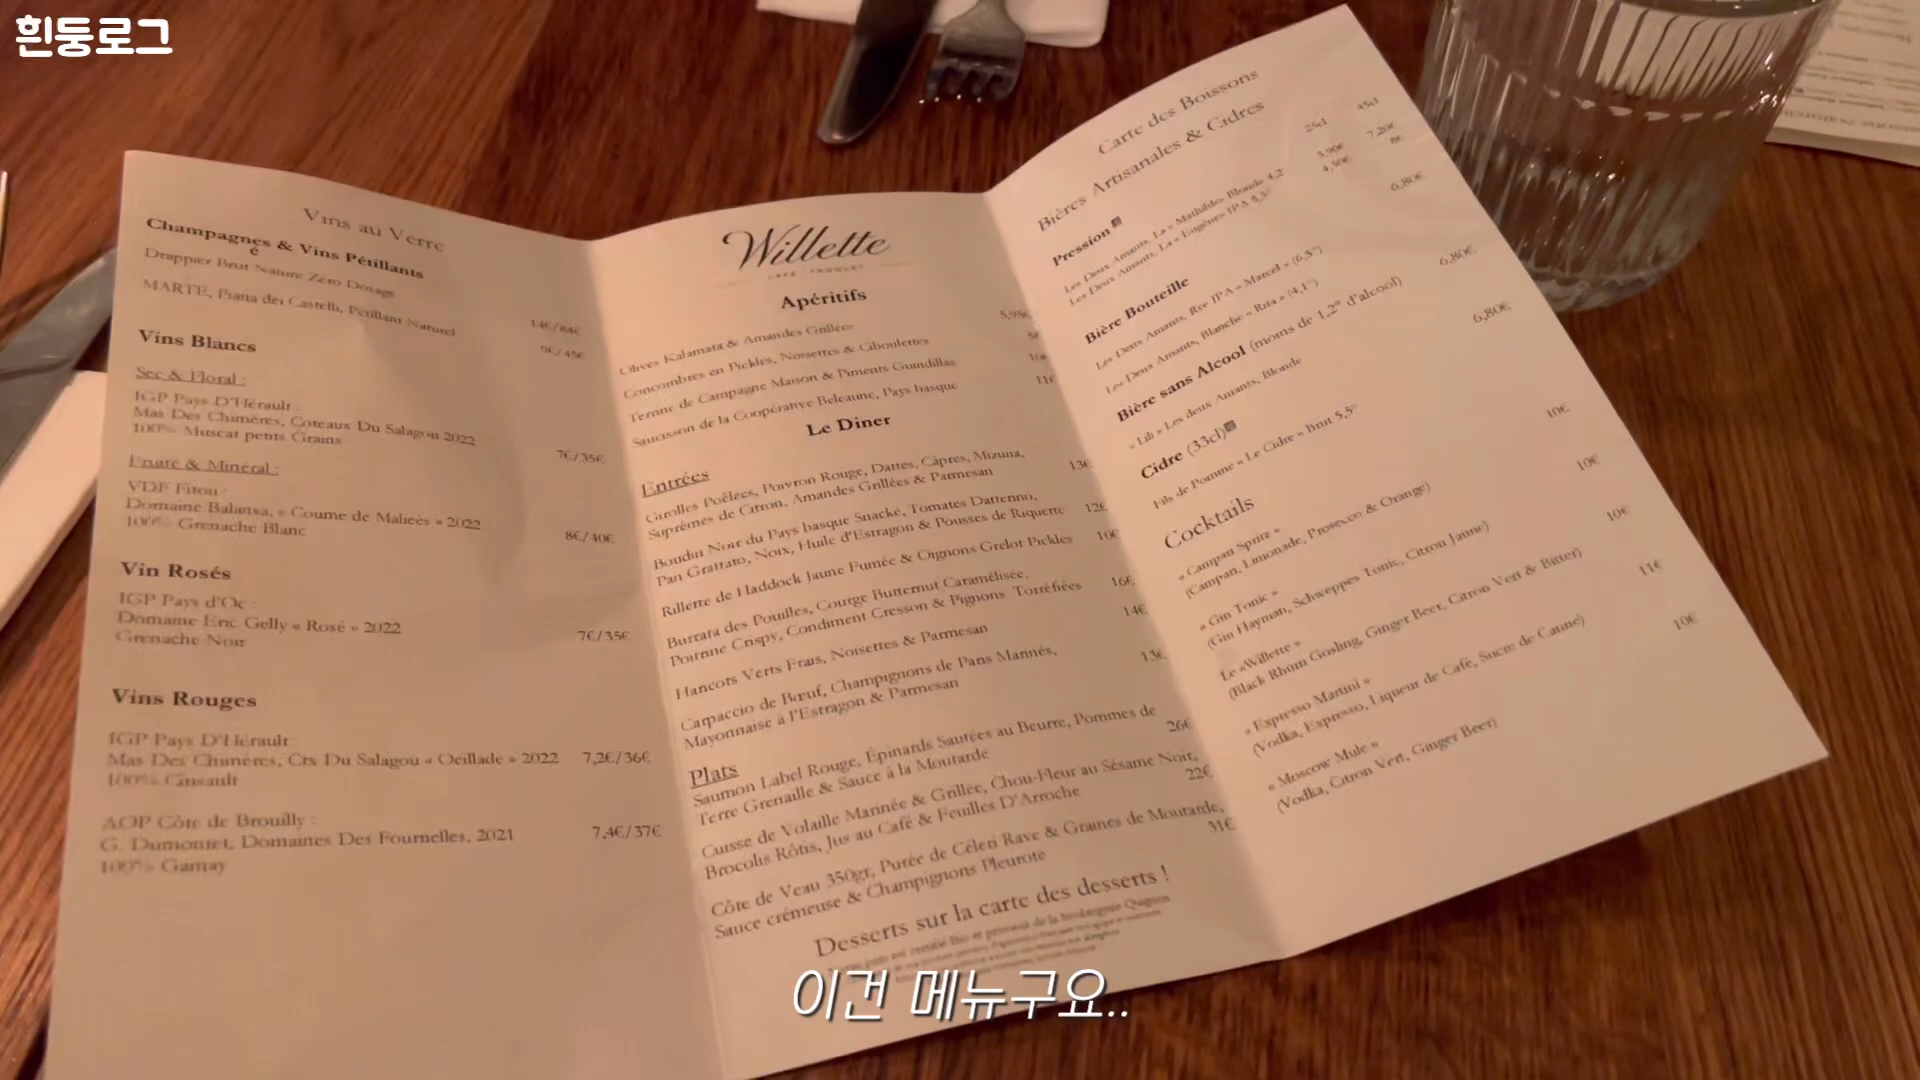 흰둥로그
Vins au Verre
Champagnes & Vins Pétillants
Drappier Brut Nature Zéro Dosage
14€/84€
MARTE, Piana dei Castelli, Pétillant Naturel
9€/45€
Vins Blancs
Sec & Floral :
IGP Pays D'Hérault :
Mas Des Chimères, Coteaux Du Salagou 2022
100% Muscat petits Grains
7€/35€
Fruité & Minéral :
VDF Fitou :
Domaine Balansa, « Coume de Malieés » 2022
100% Grenache Blanc
8€/40€
Vin Rosés
IGP Pays d'Oc :
Domaine Eric Gelly « Rosé » 2022
Grenache Noir
7€/35€
Vins Rouges
IGP Pays D'Hérault
Mas Des Chimères, Ctx Du Salagou « Oeillade » 2022 7,2€/36€
100% Cinsault
AOP Côte de Brouilly :
G. Dumontet, Domaines Des Fournelles, 2021 7,4€/37€
100% Gamay
Willette
CAFÉ TROQUET
Apéritifs
Olives Kalamata & Amandes Grillées 5,95€
Concombres en Pickles, Noisettes & Ciboulettes
Terrine de Campagne Maison & Piments Guindillas
Saucisson de la Coopérative Beleaune, Pays basque 11€
Le Diner
Entrées
Girolles Poêlées, Poivron Rouge, Dattes, Câpres, Mizuna,
Suprêmes de Citron, Amandes Grillées & Parmesan 13€
Boudin Noir du Pays basque Snacké, Tomates Datterino,
Pan Grattato, Noix, Huile d'Estragon & Pousses de Riquette 12€
Rillette de Haddock Jaune Fumée & Oignons Grelot Pickles 10€
Burrata des Pouilles, Courge Butternut Caramélisée,
Poitrine Crispy, Condiment Cresson & Pignons Torréfiées 16€
Haricots Verts Frais, Noisettes & Parmesan 14€
Carpaccio de Bœuf, Champignons de Paris Marinés,
Mayonnaise à l'Estragon & Parmesan 13€
Plats
Saumon Label Rouge, Épinards Sautées au Beurre, Pommes de
Terre Grenaille & Sauce à la Moutarde 26€
Cuisse de Volaille Marinée & Grillée, Chou-Fleur au Sésame Noir,
Brocolis Rôtis, Jus au Café & Feuilles D'Arroche 22€
Côte de Veau 350gr, Purée de Céleri Rave & Graines de Moutarde,
Sauce crémeuse & Champignons Pleurote 31€
Desserts sur la carte des desserts !
Carte des Boissons
Bières Artisanales & Cidres
25cl 45cl
Pression
Les Deux Amants, La « Mathilde » Blonde 4,2 3,90€ 7,20€
Les Deux Amants, La « Eugène » IPA 5,5° 4,50€ 8€
Bière Bouteille
Les Deux Amants, Rye IPA « Marcel » (6,5°) 6,80€
Les Deux Amants, Blanche « Rita » (4,1°)
Bière sans Alcool (moins de 1,2° d'alcool)
« Lili » Les deux Amants, Blonde 6,80€
Cidre (33cl)
Fils de Pomme « Le Cidre » Brut 5,5° 6,80€
Cocktails
« Campari Spritz » 10€
(Campari, Limonade, Prosecco & Orange)
« Gin Tonic » 10€
(Gin Hayman, Schweppes Tonic, Citron Jaune)
Le «Willette » 10€
(Black Rhum Gosling, Ginger Beer, Citron Vert & Bitter)
« Expresso Martini » 11€
(Vodka, Expresso, Liqueur de Café, Sucre de Canne)
« Moscow Mule » 10€
(Vodka, Citron Vert, Ginger Beer)
이건 메뉴구요..